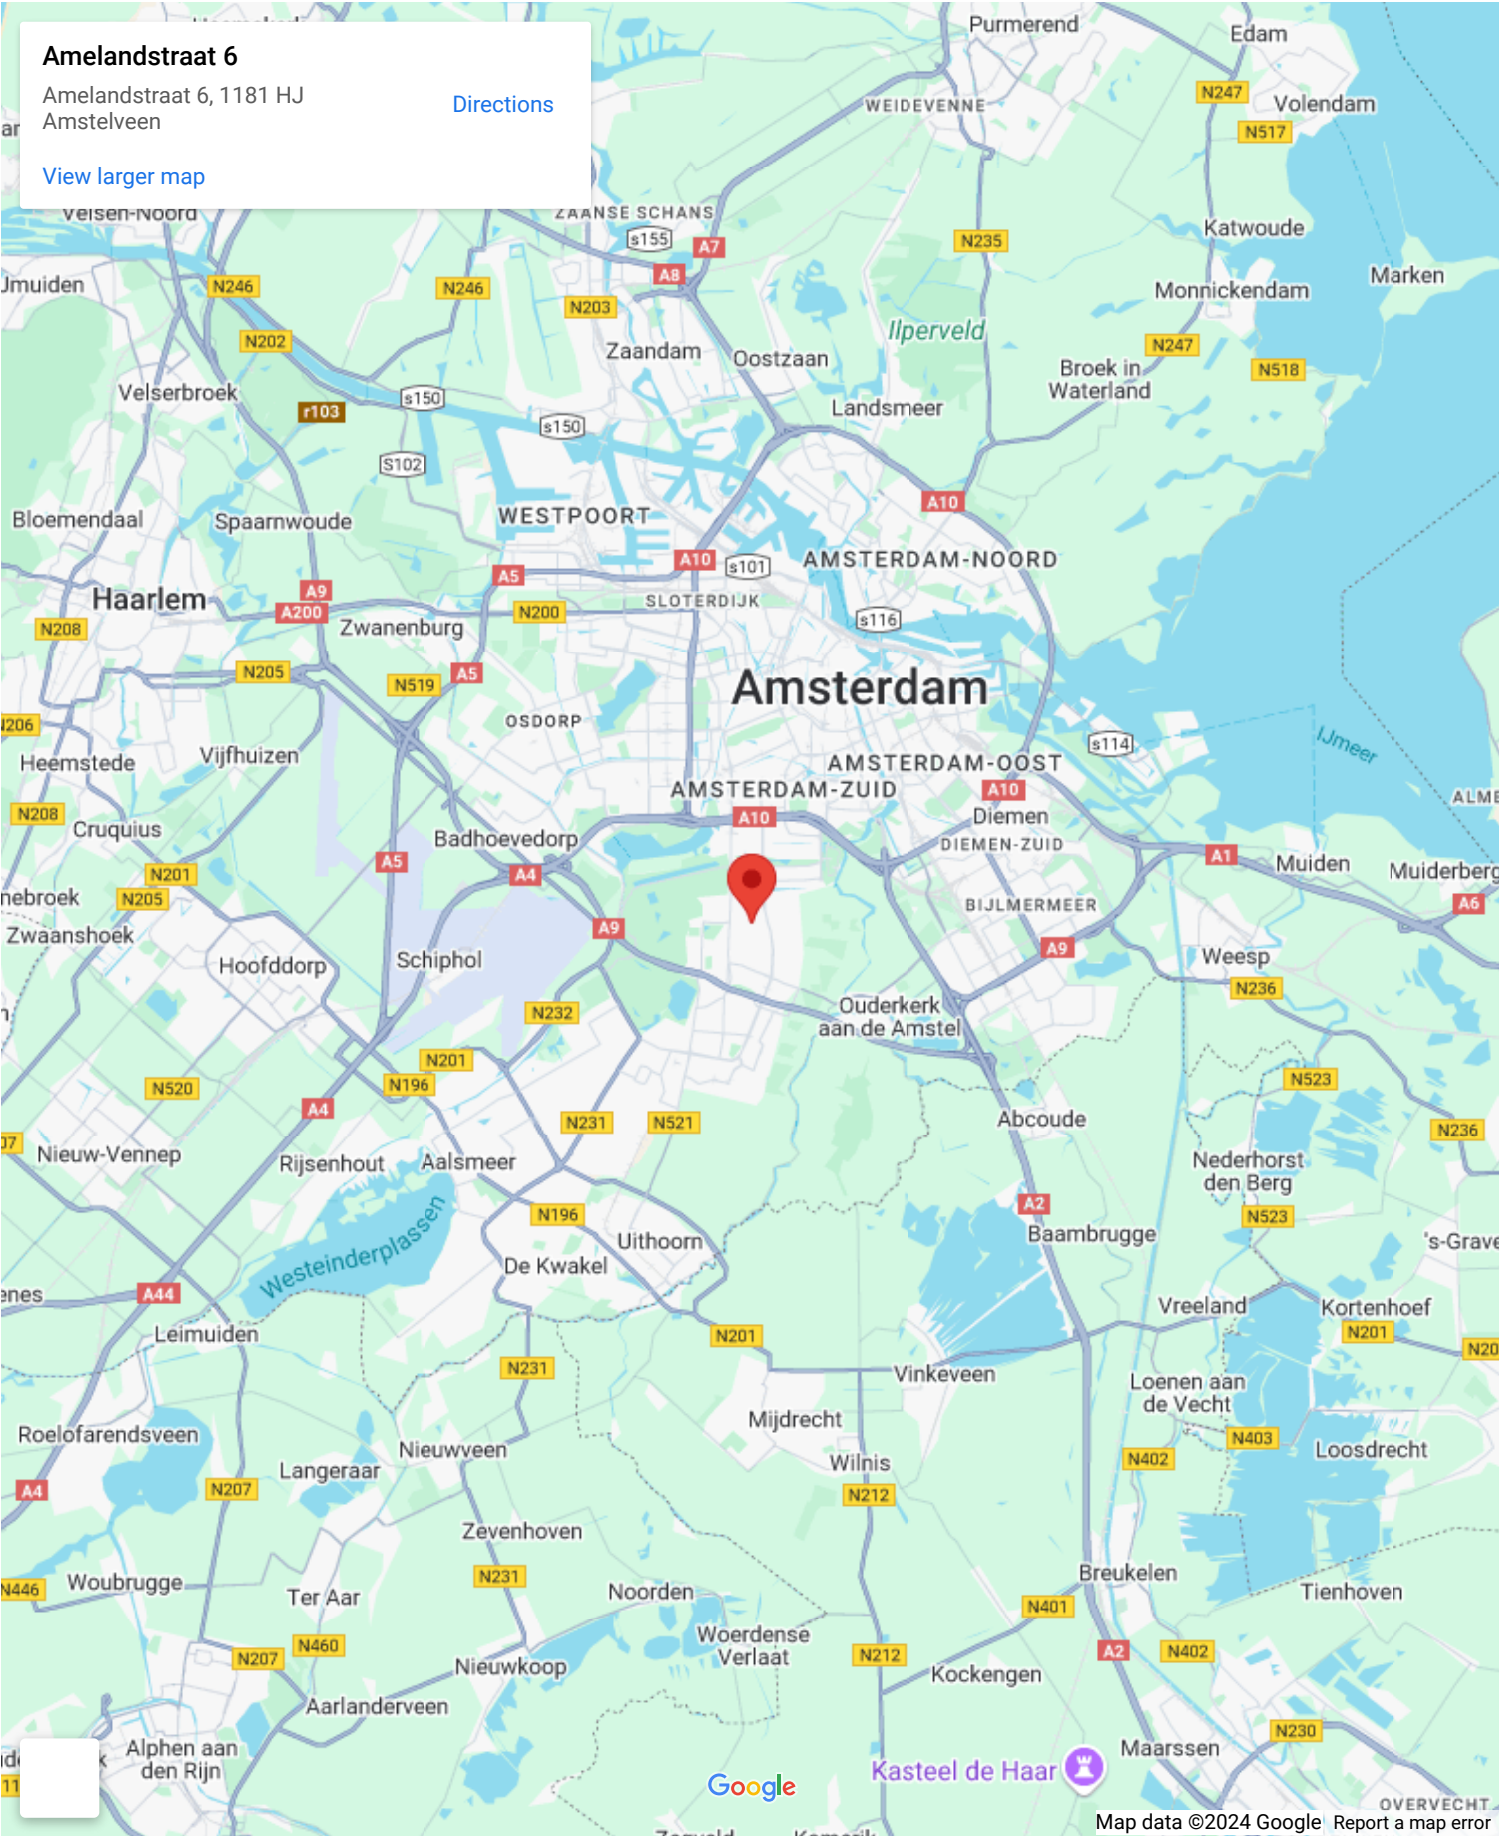 Amelandstraat 6
Amelandstraat 6, 1181 HJ
Amstelveen
Directions
View larger map
Purmerend
Edam
WEIDEVENNE
N247
Volendam
N517
Velsen-Noord
ZAANSE SCHANS
s155
A7
N235
Katwoude
A8
Marken
N246
N246
N203
Monnickendam
N202
Ilperveld
Zaandam
Oostzaan
N247
Broek in
Waterland
N518
Velserbroek
r103
s150
s150
Landsmeer
S102
A10
Bloemendaal
Spaarnwoude
WESTPOORT
A10
s101
AMSTERDAM-NOORD
A5
Haarlem
A9
A200
N200
SLOTERDIJK
s116
N208
Zwanenburg
N205
A5
N519
Amsterdam
OSDORP
Heemstede
Vijfhuizen
s114
IJmeer
AMSTERDAM-OOST
AMSTERDAM-ZUID
A10
N208
Cruquius
A10
Diemen
Badhoevedorp
DIEMEN-ZUID
A5
A4
A1
Muiden
N201
N205
Muiderberg
A6
BIJLMERMEER
A9
Zwaanshoek
A9
Weesp
Hoofddorp
Schiphol
N236
N232
Ouderkerk
aan de Amstel
N201
N196
N520
A4
N523
N231
N521
Abcoude
N236
Nieuw-Vennep
Rijsenhout
Aalsmeer
Nederhorst
den Berg
A2
N196
N523
Westeinderplassen
Uithoorn
Baambrugge
De Kwakel
A44
Vreeland
Kortenhoef
Leimuiden
N201
N201
N231
Vinkeveen
Loenen aan
de Vecht
Mijdrecht
Roelofarendsveen
Nieuwveen
N403
Loosdrecht
Langeraar
Wilnis
N402
A4
N207
N212
Zevenhoven
N231
Breukelen
N446
Woubrugge
Ter Aar
Noorden
Tienhoven
N401
N460
Woerdense
Verlaat
N207
Nieuwkoop
N212
A2
N402
Kockengen
Aarlanderveen
N230
Alphen aan
den Rijn
Maarssen
Kasteel de Haar
Google
OVERVECHT
Map data ©2024 Google
Report a map error